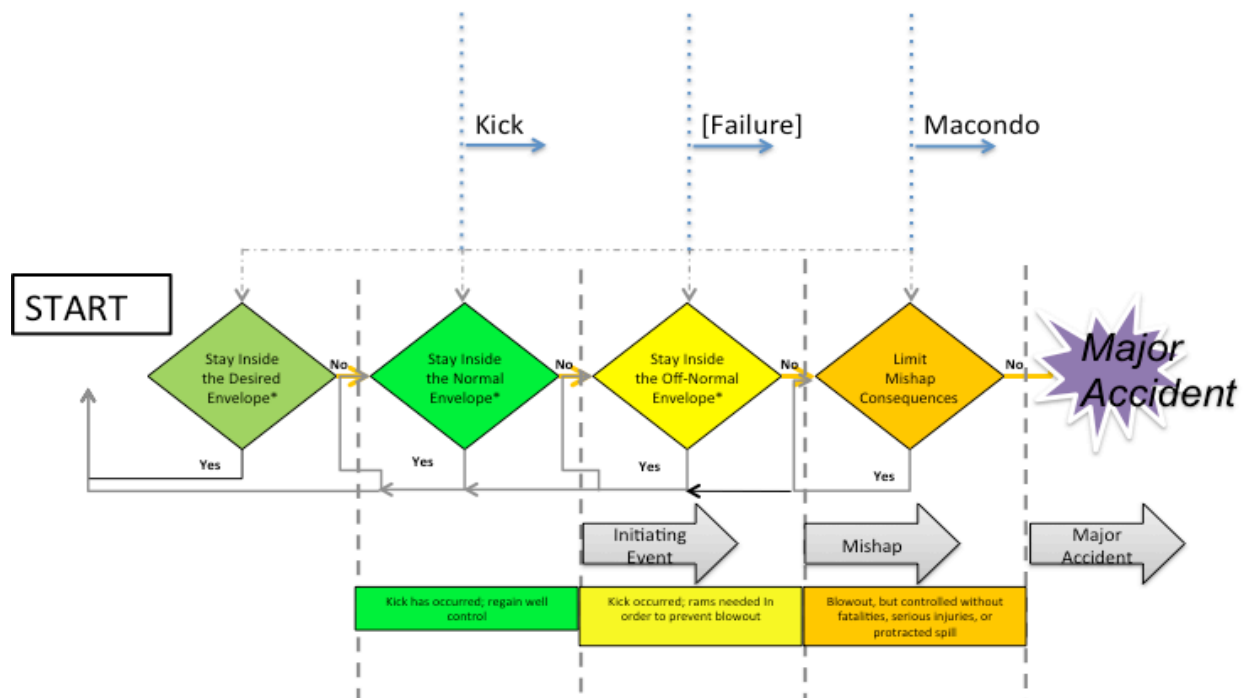 Kick
[Failure]
Macondo
START
Stay Inside
the Desired
Envelope*
No
Stay Inside
the Normal
Envelope*
No
Stay Inside
the Off-Normal
Envelope*
No
Limit
Mishap
Consequences
No
Major
Accident
Yes
Yes
Yes
Yes
Initiating
Event
Mishap
Major
Accident
Kick has occurred; regain well
control
Kick occurred; rams needed In
order to prevent blowout
Blowout, but controlled without
fatalities, serious injuries, or
protracted spill